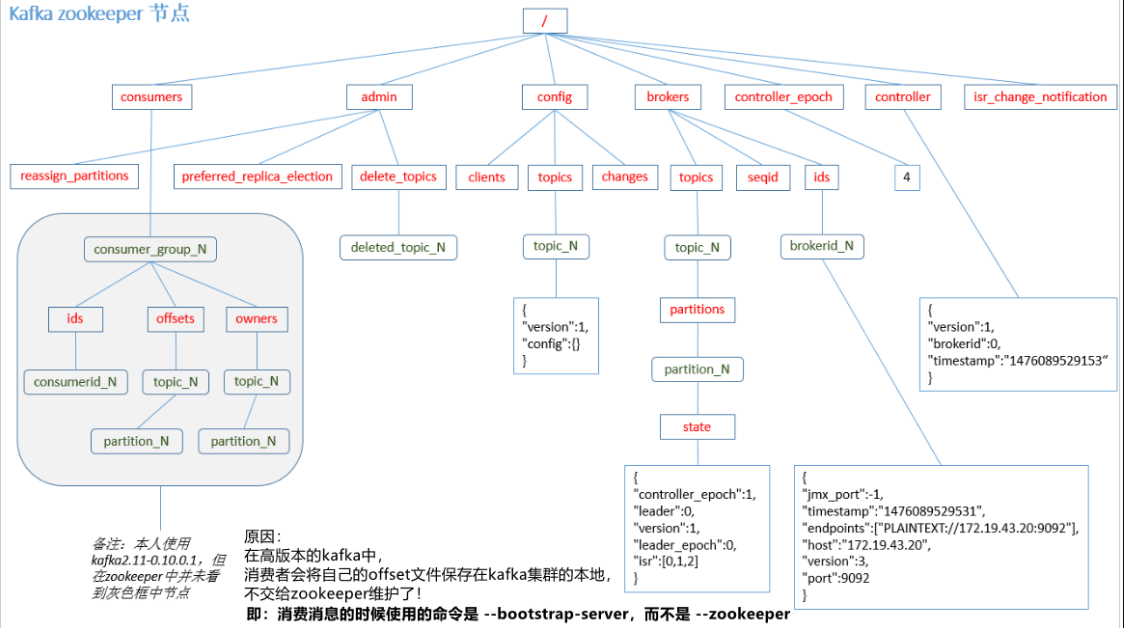 Kafka zookeeper 节点
/
consumers
admin
config
brokers
controller_epoch
controller
isr_change_notification
reassign_partitions
preferred_replica_election
delete_topics
clients
topics
changes
topics
seqid
ids
4
consumer_group_N
deleted_topic_N
topic_N
topic_N
brokerid_N
ids
offsets
owners
consumerid_N
topic_N
topic_N
partition_N
partition_N
{
"version":1,
"config":{}
}
partitions
partition_N
state
{
"version":1,
"brokerid":0,
"timestamp":"1476089529153"
}
{
"controller_epoch":1,
"leader":0,
"version":1,
"leader_epoch":0,
"isr":[0,1,2]
}
{
"jmx_port":-1,
"timestamp":"1476089529531",
"endpoints":["PLAINTEXT://172.19.43.20:9092"],
"host":"172.19.43.20",
"version":3,
"port":9092
}
备注：本人使用
kafka2.11-0.10.0.1，但
在zookeeper中并未看
到灰色框中节点
原因：
在高版本的kafka中，
消费者会将自己的offset文件保存在kafka集群的本地，
不交给zookeeper维护了！
即：消费消息的时候使用的命令是 --bootstrap-server，而不是 --zookeeper